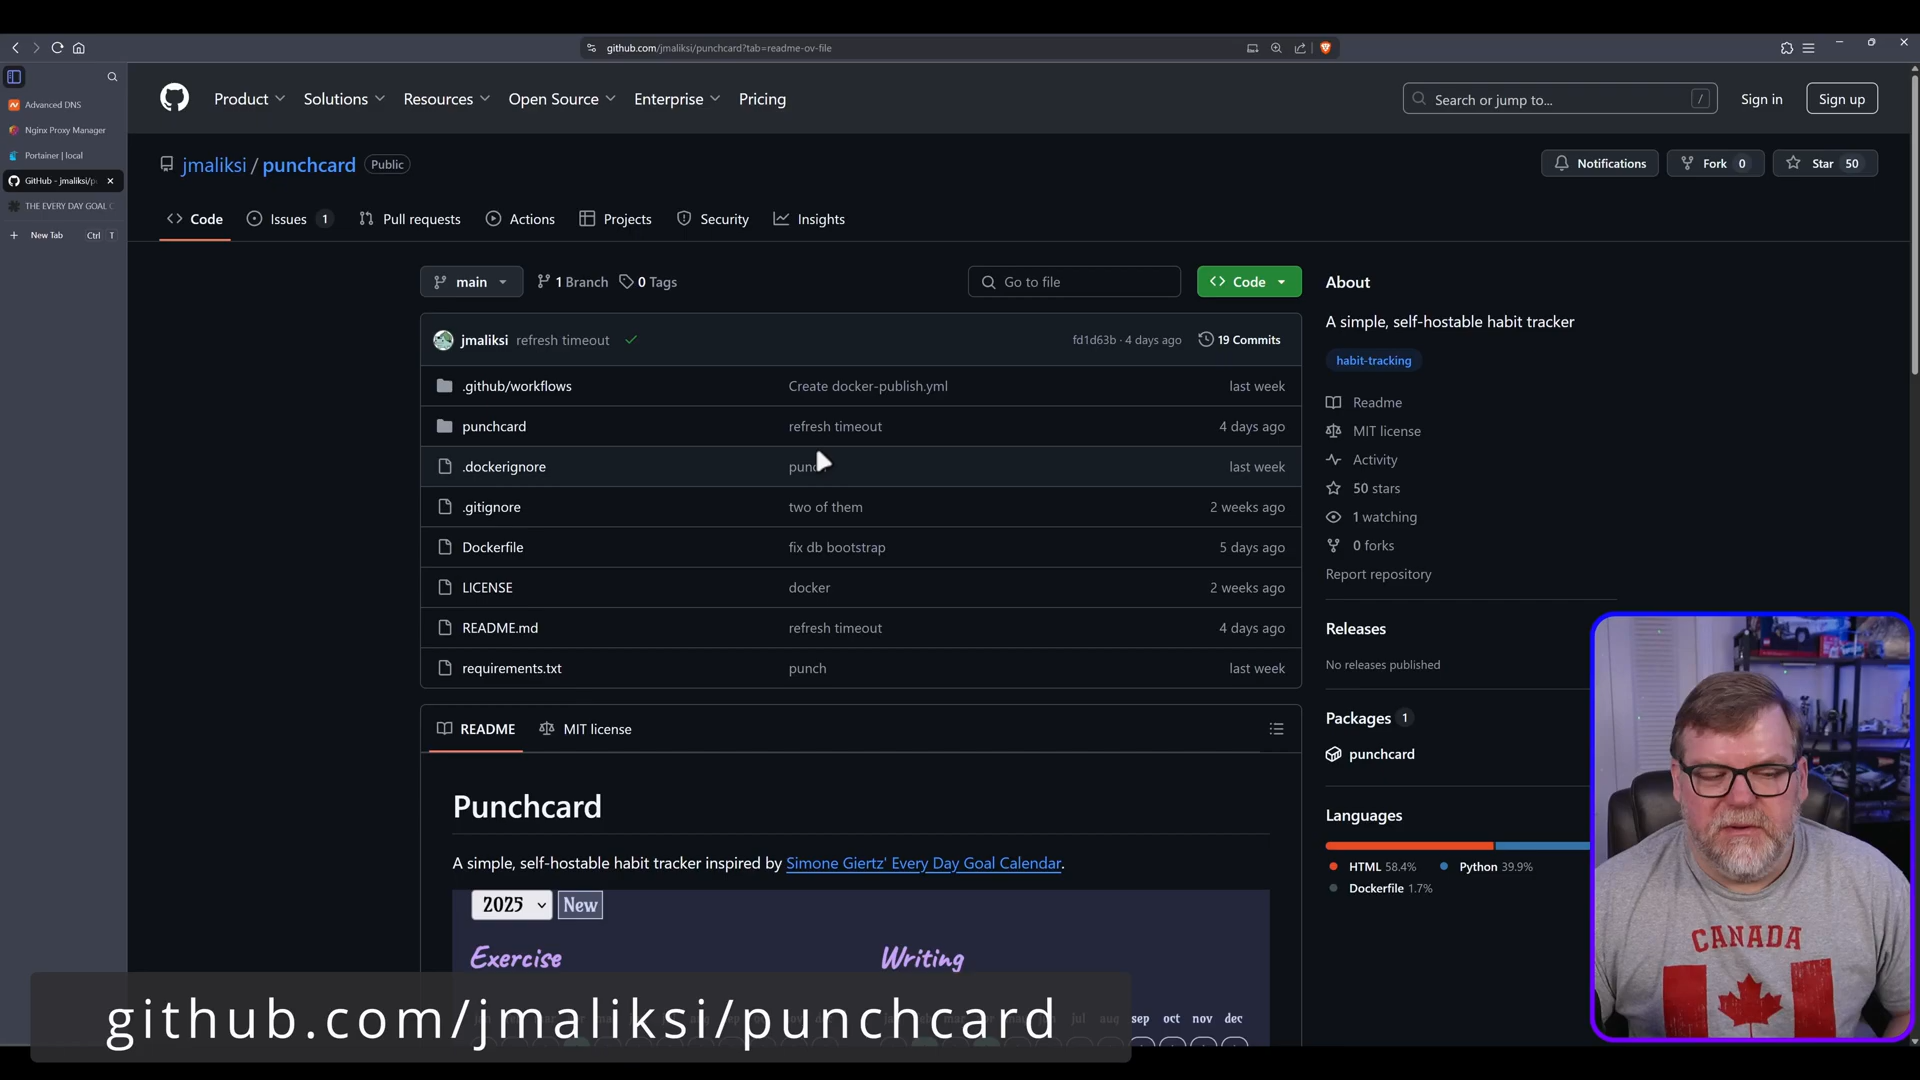 github.com/jmaliksi/punchcard?tab=readme-ov-file
Advanced DNS
Nginx Proxy Manager
Portainer | local
GitHub - jmaliksi/p
THE EVERY DAY GOAL C
New Tab Ctrl T
Product Solutions Resources Open Source Enterprise Pricing
Search or jump to... /
Sign in
Sign up
jmaliksi / punchcard Public
Notifications
Fork 0
Star 50
Code Issues 1 Pull requests Actions Projects Security Insights
main 1 Branch 0 Tags
Go to file
Code
jmaliksi refresh timeout fd1d63b · 4 days ago 19 Commits
.github/workflows Create docker-publish.yml last week
punchcard refresh timeout 4 days ago
.dockerignore last week
.gitignore two of them 2 weeks ago
Dockerfile fix db bootstrap 5 days ago
LICENSE docker 2 weeks ago
README.md refresh timeout 4 days ago
requirements.txt punch last week
README MIT license
Punchcard
A simple, self-hostable habit tracker inspired by Simone Giertz' Every Day Goal Calendar.
2025 New
Exercise Writing
jul aug sep oct nov dec
About
A simple, self-hostable habit tracker
habit-tracking
Readme
MIT license
Activity
50 stars
1 watching
0 forks
Report repository
Releases
No releases published
Packages 1
punchcard
Languages
HTML 58.4% Python 39.9%
Dockerfile 1.7%
CANADA
github.com/jmaliksi/punchcard